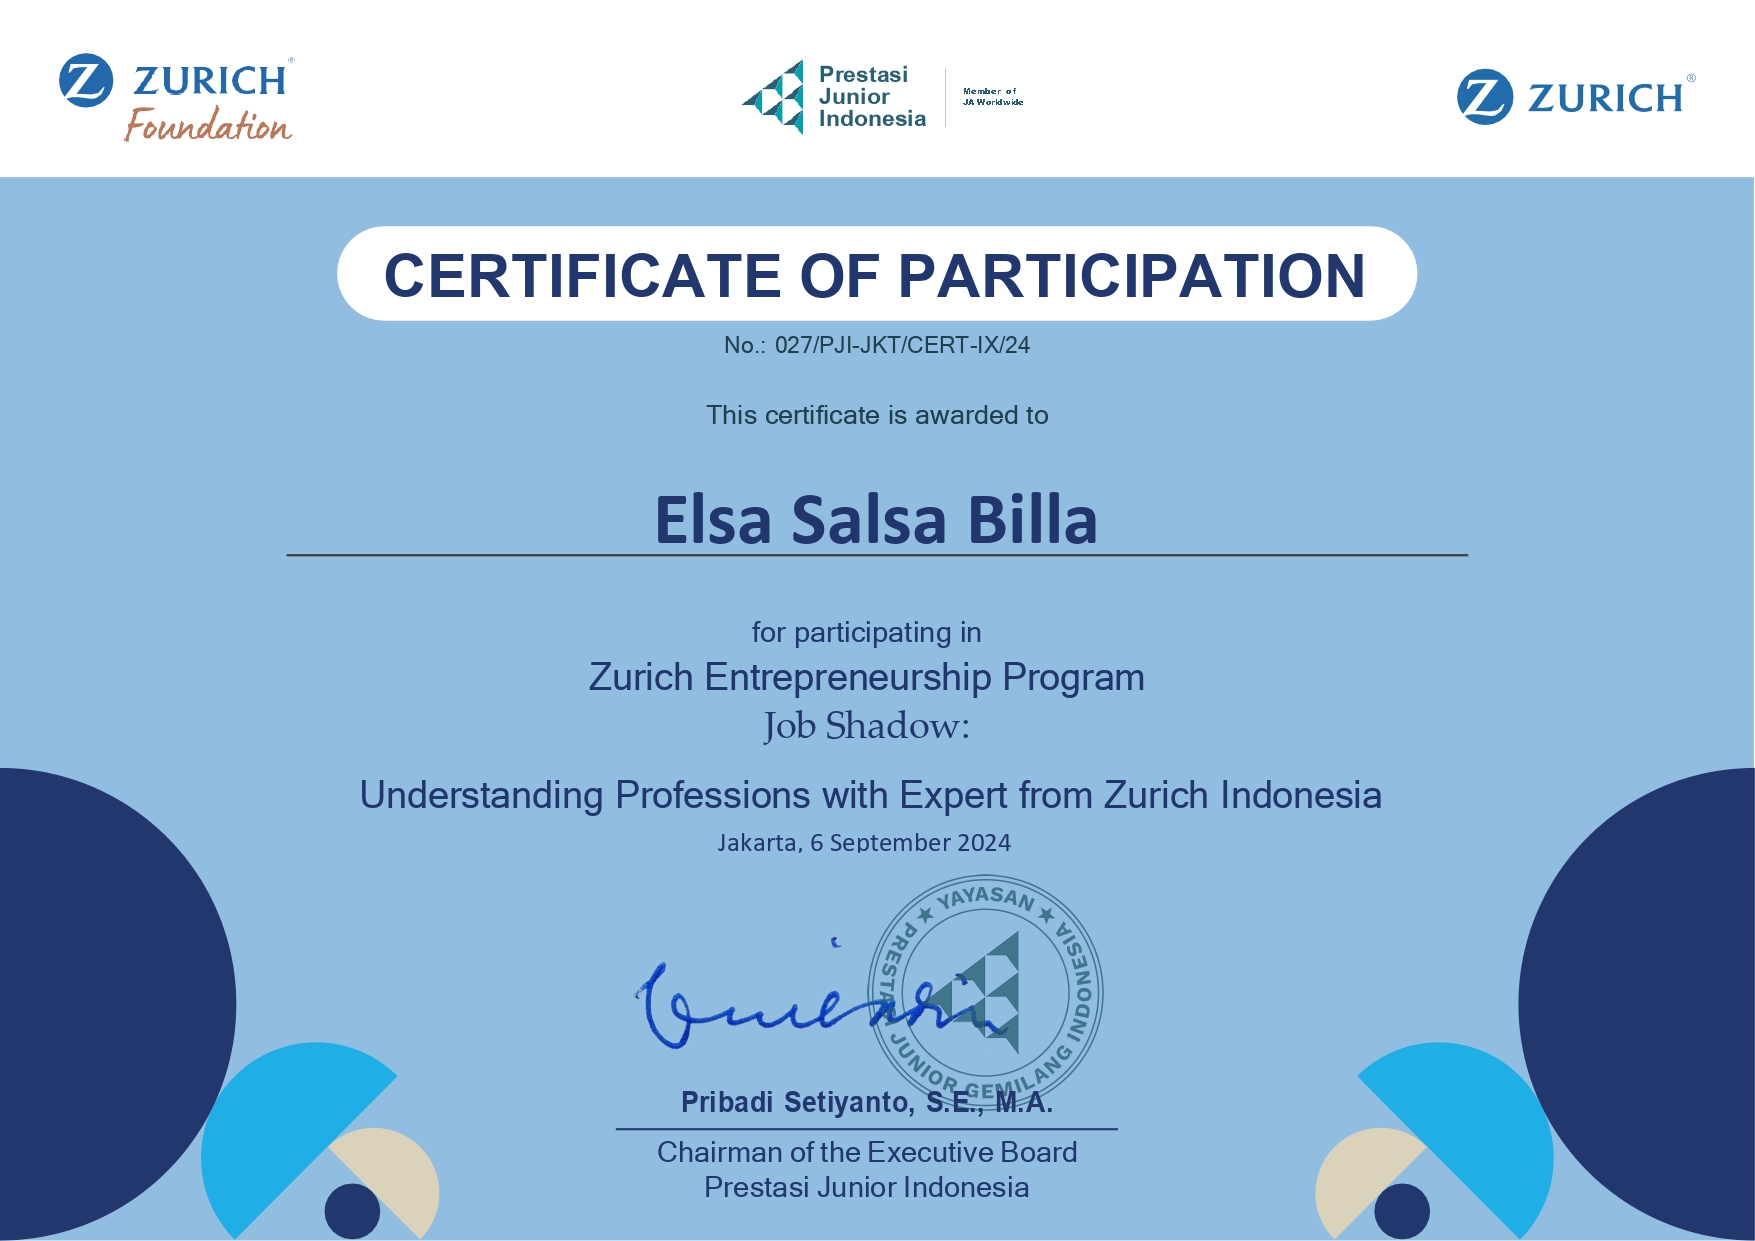 ZURICH®
Foundation
Prestasi
Junior
Indonesia
Member of
JA Worldwide
ZURICH®
CERTIFICATE OF PARTICIPATION
No.: 027/PJI-JKT/CERT-IX/24
This certificate is awarded to
Elsa Salsa Billa
for participating in
Zurich Entrepreneurship Program
Job Shadow:
Understanding Professions with Expert from Zurich Indonesia
Jakarta, 6 September 2024
★ YAYASAN ★
PRESTASI JUNIOR GEMILANG INDONESIA
Pribadi Setiyanto, S.E., M.A.
Chairman of the Executive Board
Prestasi Junior Indonesia